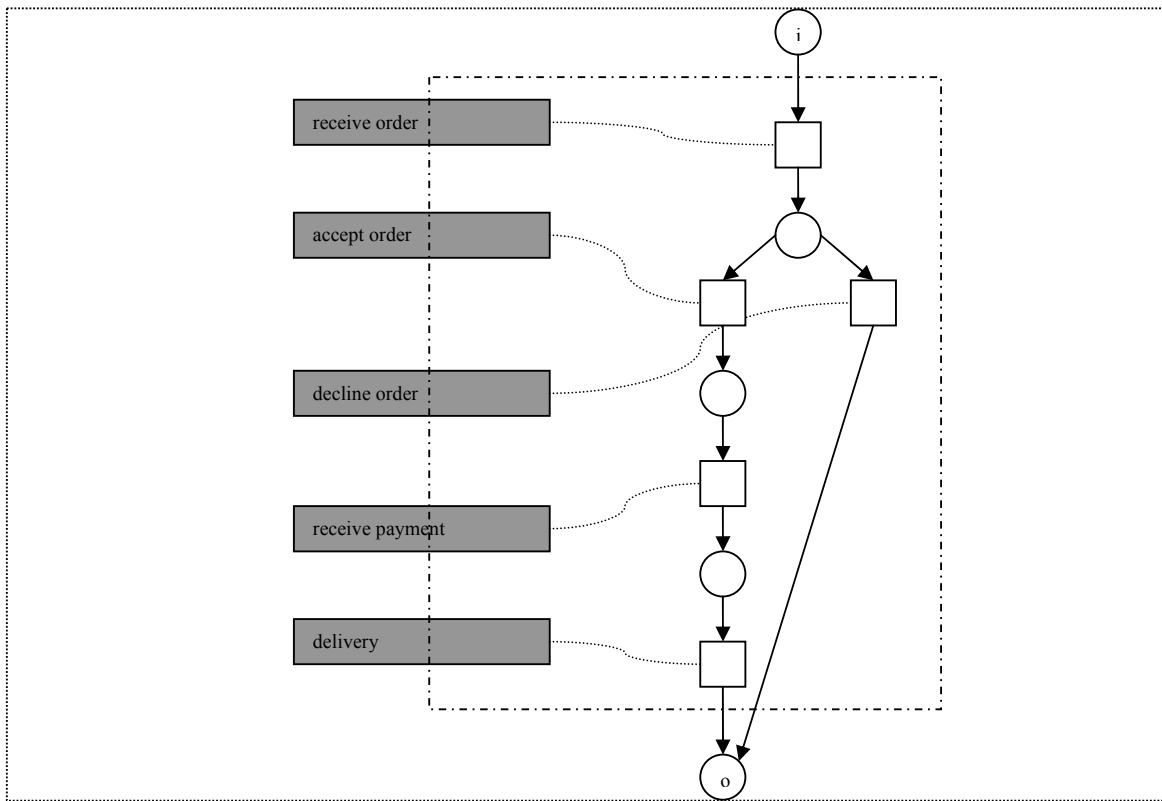 i
receive order
accept order
decline order
receive payment
delivery
o